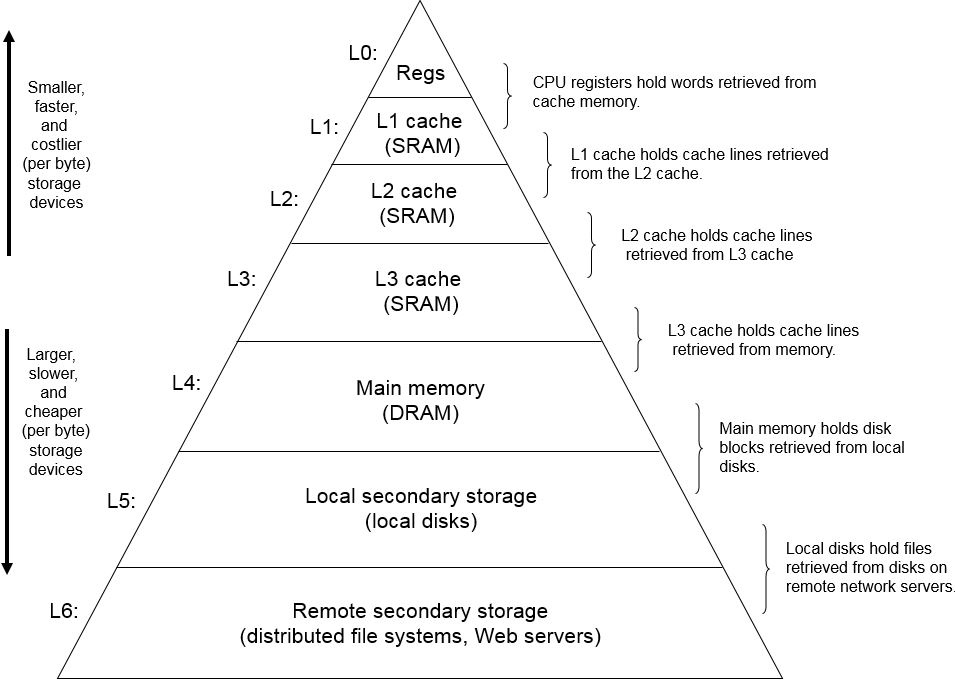 L0:
Regs
CPU registers hold words retrieved from
cache memory.
L1:
L1 cache
(SRAM)
L1 cache holds cache lines retrieved
from the L2 cache.
L2:
L2 cache
(SRAM)
L2 cache holds cache lines
retrieved from L3 cache
L3:
L3 cache
(SRAM)
L3 cache holds cache lines
retrieved from memory.
L4:
Main memory
(DRAM)
Main memory holds disk
blocks retrieved from local
disks.
L5:
Local secondary storage
(local disks)
Local disks hold files
retrieved from disks on
remote network servers.
L6:
Remote secondary storage
(distributed file systems, Web servers)
Smaller,
faster,
and
costlier
(per byte)
storage
devices
Larger,
slower,
and
cheaper
(per byte)
storage
devices